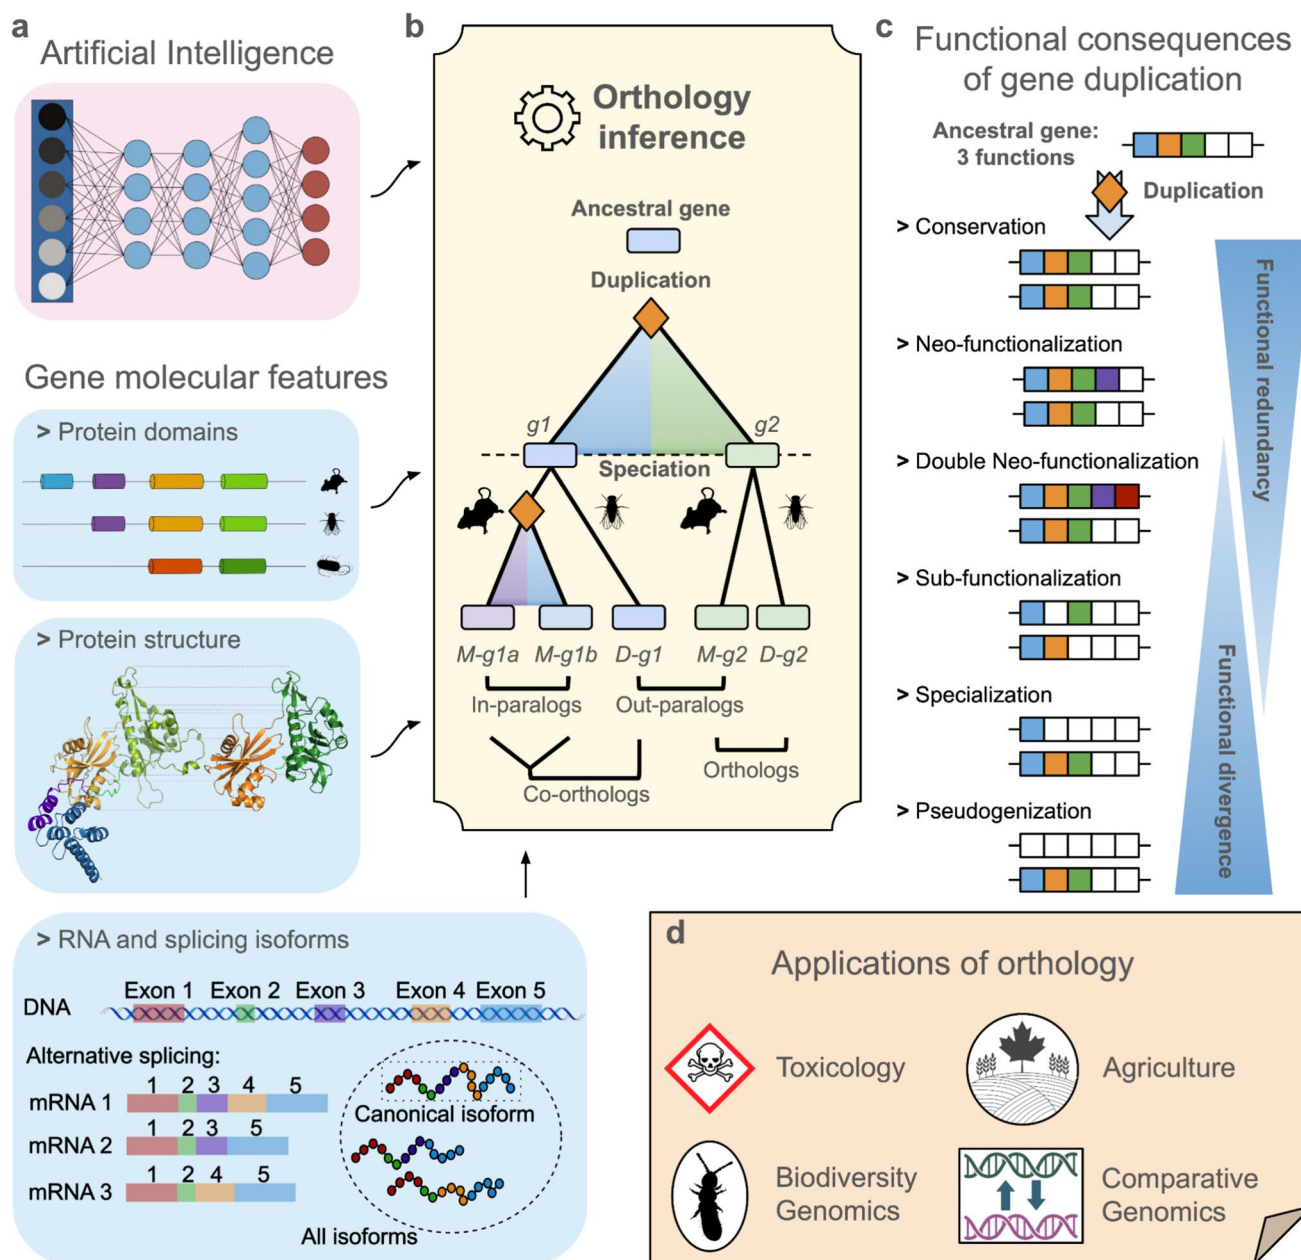 a
Artificial Intelligence
Gene molecular features
> Protein domains
> Protein structure
> RNA and splicing isoforms
DNA
Exon 1 Exon 2 Exon 3 Exon 4 Exon 5
Alternative splicing:
1 2 3 4 5
mRNA 1
1 2 3 5
mRNA 2
1 2 4 5
mRNA 3
Canonical isoform
All isoforms
b
Orthology
inference
Ancestral gene
Duplication
g1 g2
Speciation
M-g1a M-g1b D-g1 M-g2 D-g2
In-paralogs Out-paralogs
Orthologs
Co-orthologs
c
Functional consequences
of gene duplication
Ancestral gene:
3 functions
Duplication
> Conservation
> Neo-functionalization
> Double Neo-functionalization
> Sub-functionalization
> Specialization
> Pseudogenization
Functional redundancy
Functional divergence
d
Applications of orthology
Toxicology
Agriculture
Biodiversity
Genomics
Comparative
Genomics